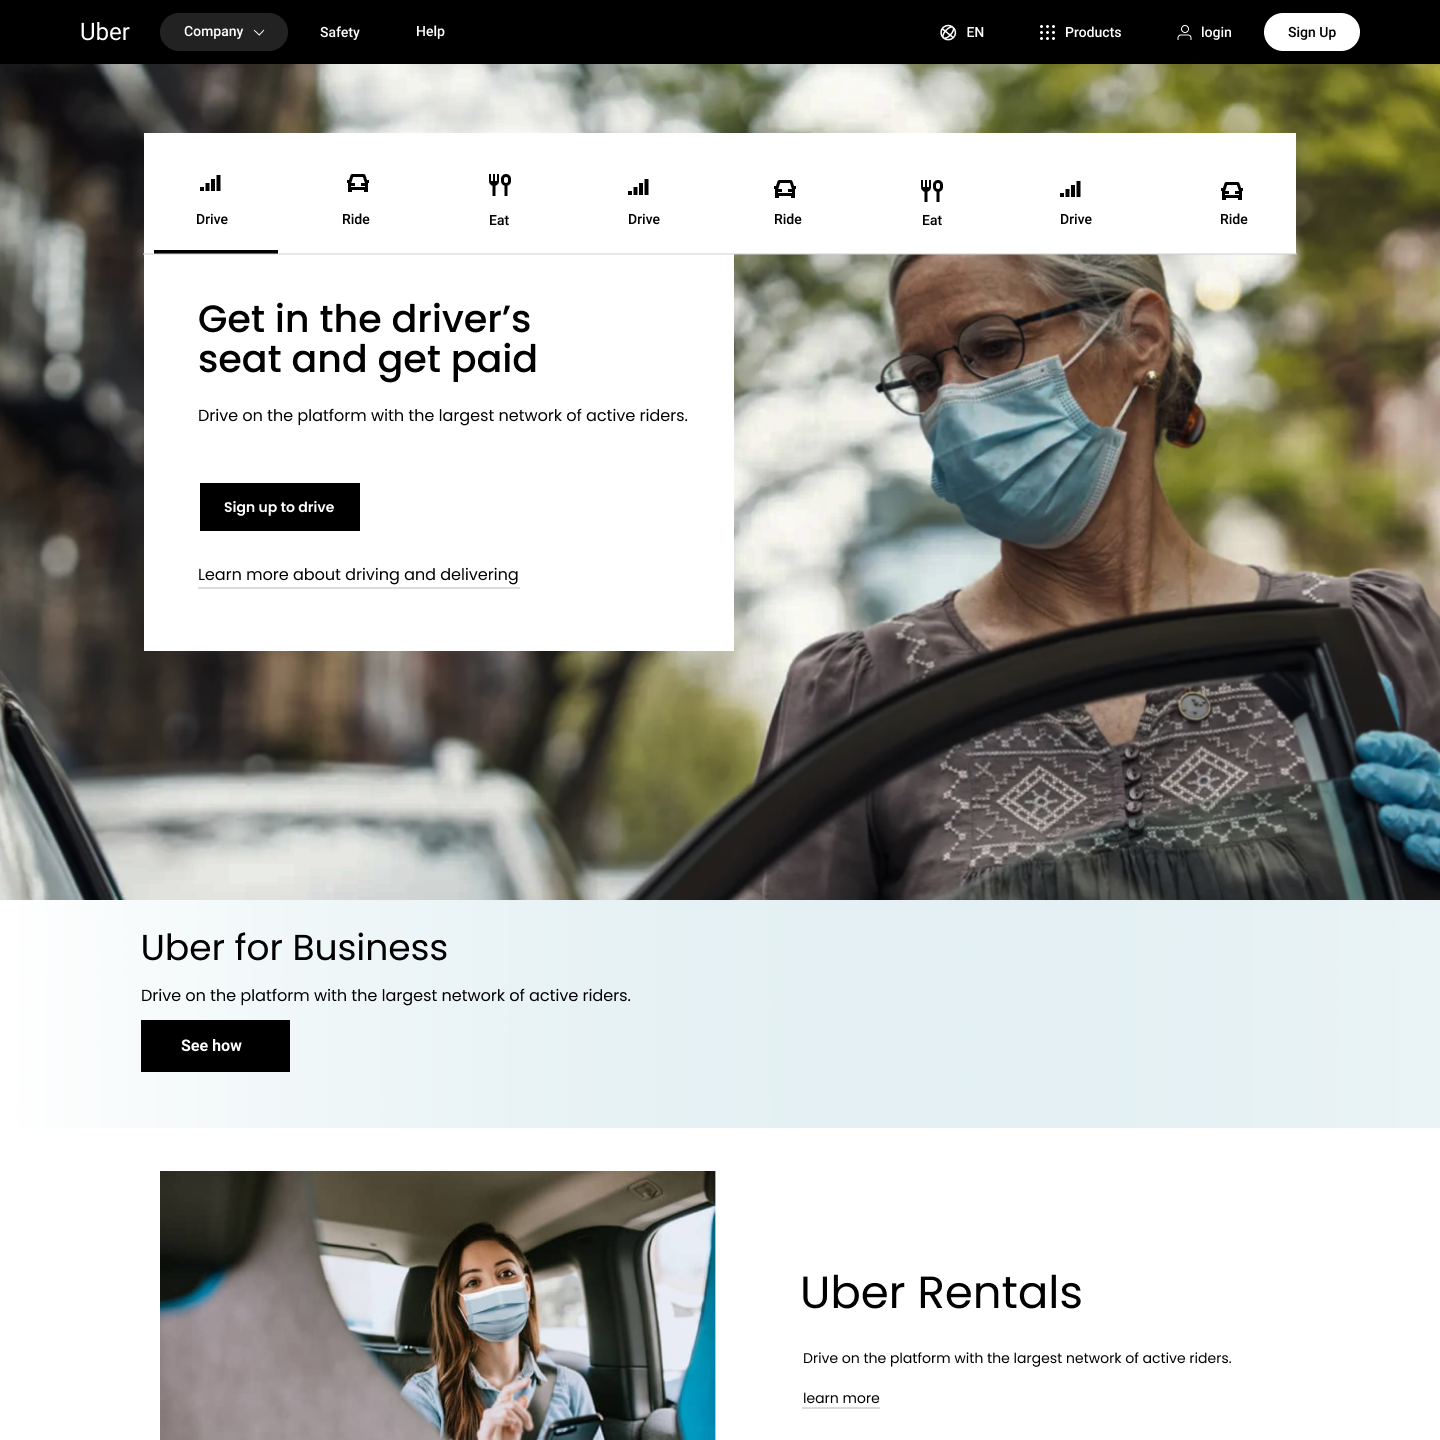 Uber Company Safety Help EN Products login Sign Up
Drive Ride Eat Drive Ride Eat Drive Ride
Get in the driver’s
seat and get paid
Drive on the platform with the largest network of active riders.
Sign up to drive
Learn more about driving and delivering
Uber for Business
Drive on the platform with the largest network of active riders.
See how
Uber Rentals
Drive on the platform with the largest network of active riders.
learn more